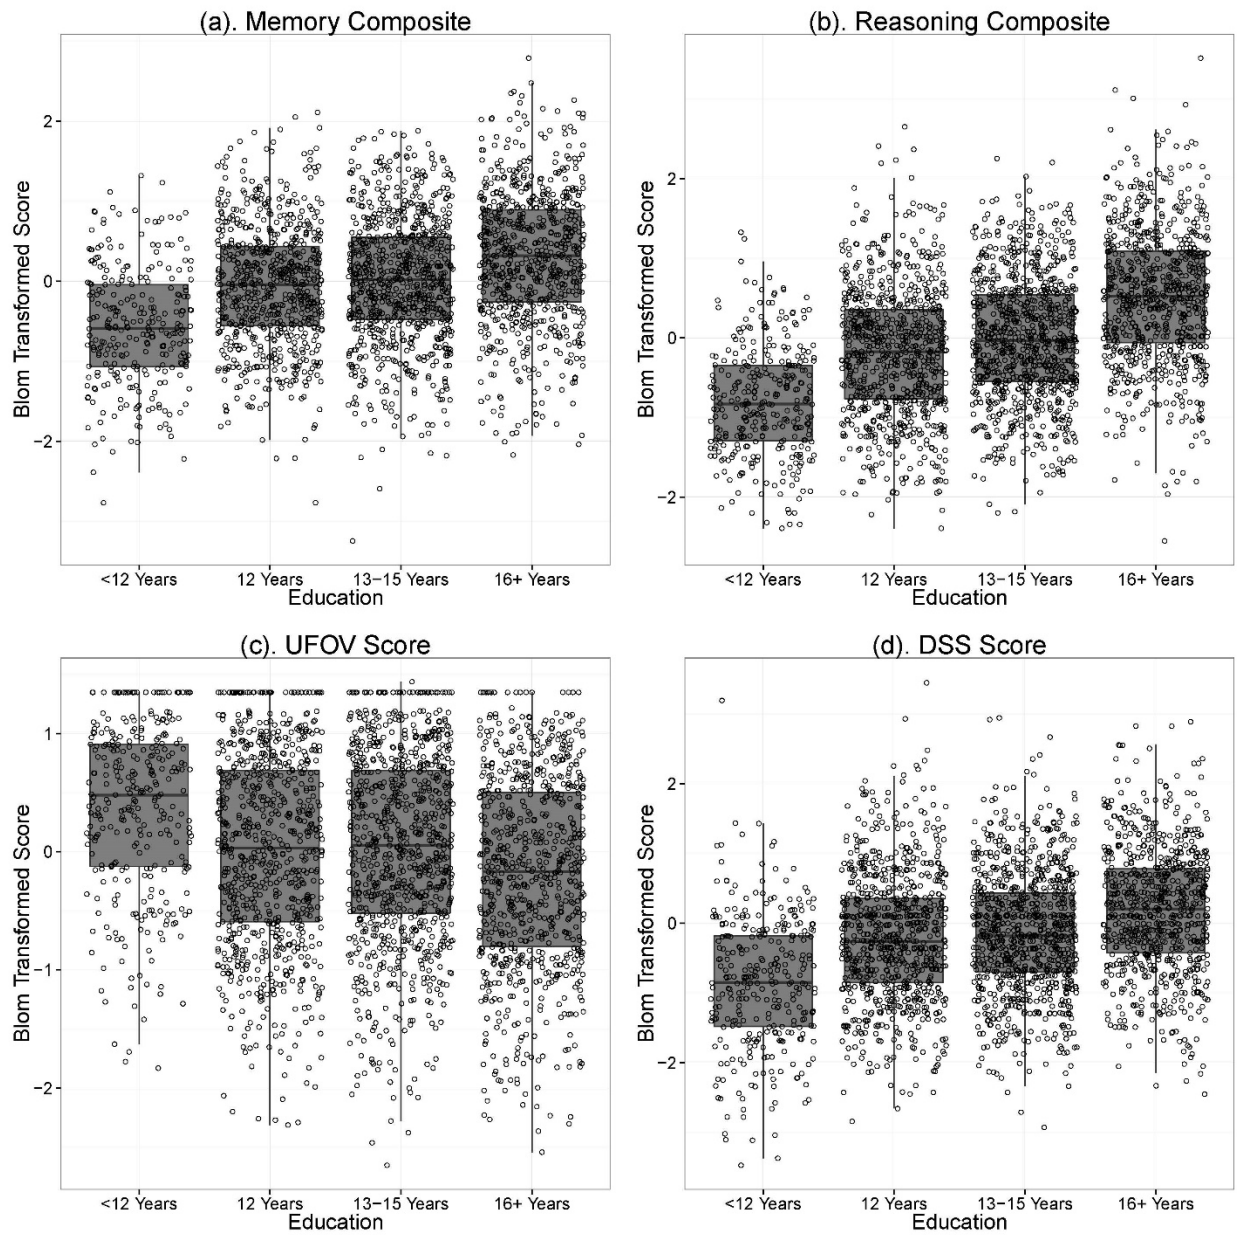 (a). Memory Composite
Blom Transformed Score
2
0
−2
<12 Years 12 Years 13−15 Years 16+ Years
Education
(b). Reasoning Composite
Blom Transformed Score
2
0
−2
<12 Years 12 Years 13−15 Years 16+ Years
Education
(c). UFOV Score
Blom Transformed Score
1
0
−1
−2
<12 Years 12 Years 13−15 Years 16+ Years
Education
(d). DSS Score
Blom Transformed Score
2
0
−2
<12 Years 12 Years 13−15 Years 16+ Years
Education